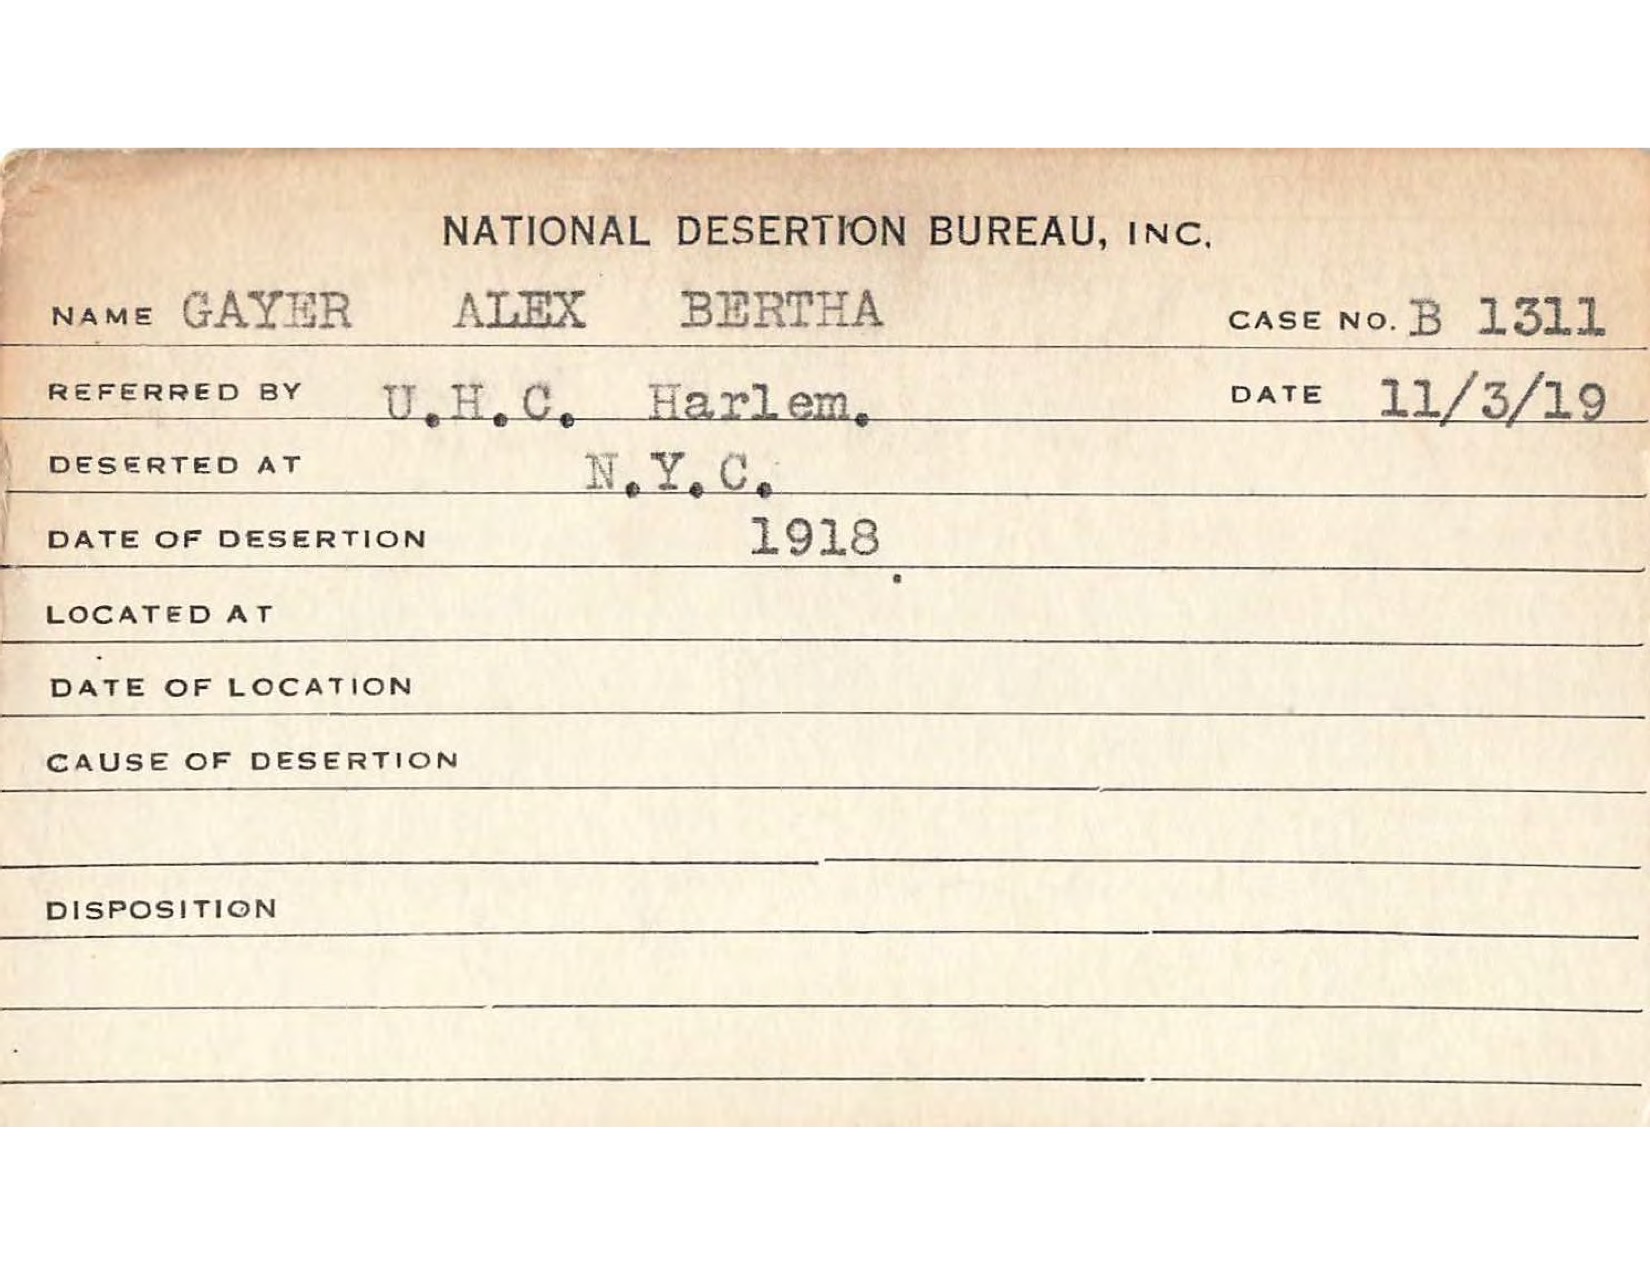 NATIONAL DESERTION BUREAU, INC.
NAME GAYER ALEX BERTHA CASE NO. B 1311
REFERRED BY U.H.C. Harlem. DATE 11/3/19
DESERTED AT N.Y.C.
DATE OF DESERTION 1918
LOCATED AT
DATE OF LOCATION
CAUSE OF DESERTION
DISPOSITION